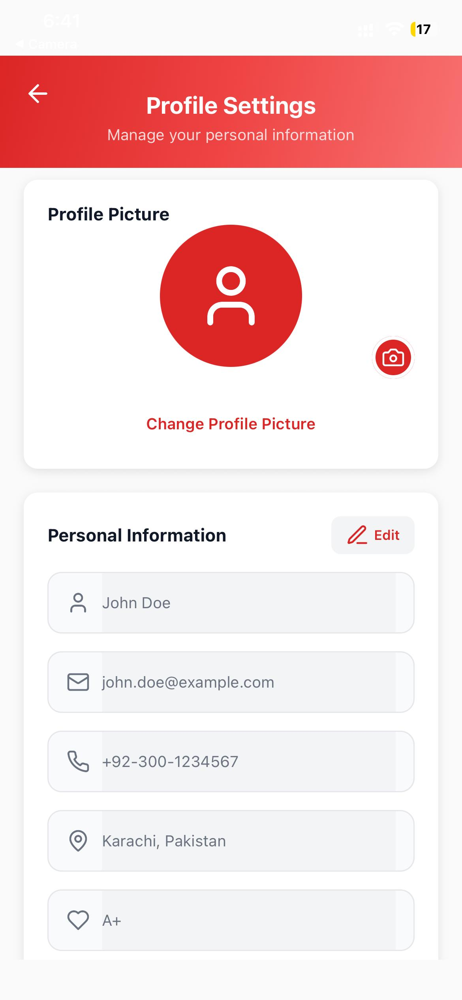 6:41
Camera
17
Profile Settings
Manage your personal information
Profile Picture
Change Profile Picture
Personal Information
Edit
John Doe
john.doe@example.com
+92-300-1234567
Karachi, Pakistan
A+